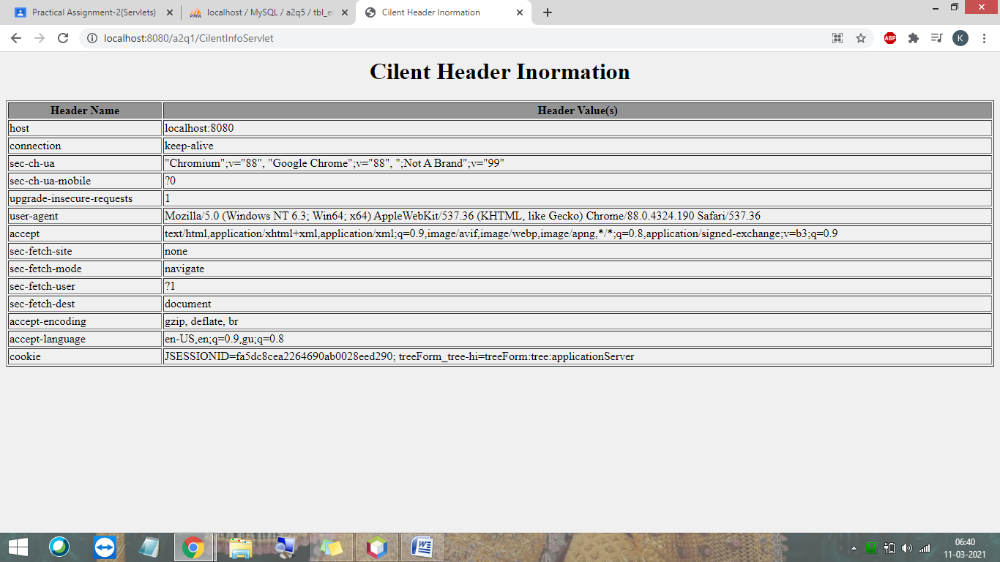 Practical Assignment-2(Servlets)
localhost / MySQL / a2q5 / tbl_er
Cilent Header Inormation
localhost:8080/a2q1/CilentInfoServlet
ABP
K
Cilent Header Inormation
Header Name Header Value(s)
host localhost:8080
connection keep-alive
sec-ch-ua "Chromium";v="88", "Google Chrome";v="88", ";Not A Brand";v="99"
sec-ch-ua-mobile ?0
upgrade-insecure-requests 1
user-agent Mozilla/5.0 (Windows NT 6.3; Win64; x64) AppleWebKit/537.36 (KHTML, like Gecko) Chrome/88.0.4324.190 Safari/537.36
accept text/html,application/xhtml+xml,application/xml;q=0.9,image/avif,image/webp,image/apng,*/*;q=0.8,application/signed-exchange;v=b3;q=0.9
sec-fetch-site none
sec-fetch-mode navigate
sec-fetch-user ?1
sec-fetch-dest document
accept-encoding gzip, deflate, br
accept-language en-US,en;q=0.9,gu;q=0.8
cookie JSESSIONID=fa5dc8cea2264690ab0028eed290; treeForm_tree-hi=treeForm:tree:applicationServer
06:40
11-03-2021